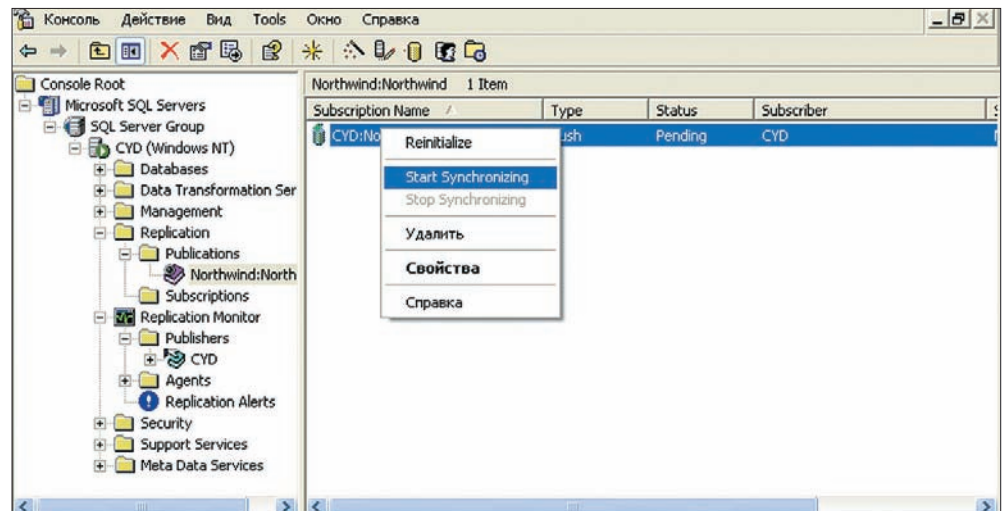 Консоль Действие Вид Tools Окно Справка
Console Root
Microsoft SQL Servers
SQL Server Group
CYD (Windows NT)
Databases
Data Transformation Ser
Management
Replication
Publications
Northwind:North
Subscriptions
Replication Monitor
Publishers
CYD
Agents
Replication Alerts
Security
Support Services
Meta Data Services
Northwind:Northwind 1 Item
Subscription Name Type Status Subscriber
CYD:No ush Pending CYD
Reinitialize
Start Synchronizing
Stop Synchronizing
Удалить
Свойства
Справка